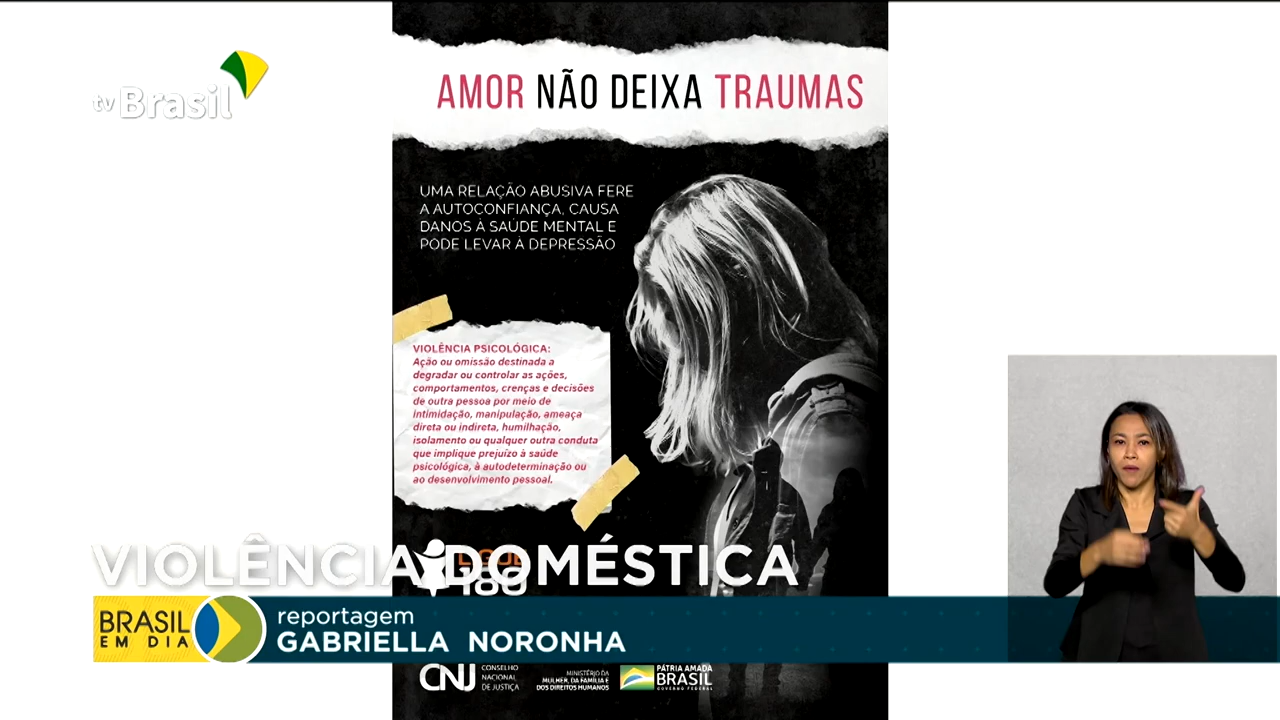 tv Brasil
AMOR NÃO DEIXA TRAUMAS
UMA RELAÇÃO ABUSIVA FERE
A AUTOCONFIANÇA, CAUSA
DANOS À SAÚDE MENTAL E
PODE LEVAR À DEPRESSÃO
VIOLÊNCIA PSICOLÓGICA:
Ação ou omissão destinada a
degradar ou controlar as ações,
comportamentos, crenças e decisões
de outra pessoa por meio de
intimidação, manipulação, ameaça
direta ou indireta, humilhação,
isolamento ou qualquer outra conduta
que implique prejuízo à saúde
psicológica, à autodeterminação ou
ao desenvolvimento pessoal.
LIGUE
180
VIOLÊNCIA DOMÉSTICA
BRASIL
EM DIA
reportagem
GABRIELLA NORONHA
CNJ
CONSELHO
NACIONAL
DE JUSTIÇA
MINISTÉRIO DA
MULHER, DA FAMÍLIA E
DOS DIREITOS HUMANOS
PÁTRIA AMADA
BRASIL
GOVERNO FEDERAL